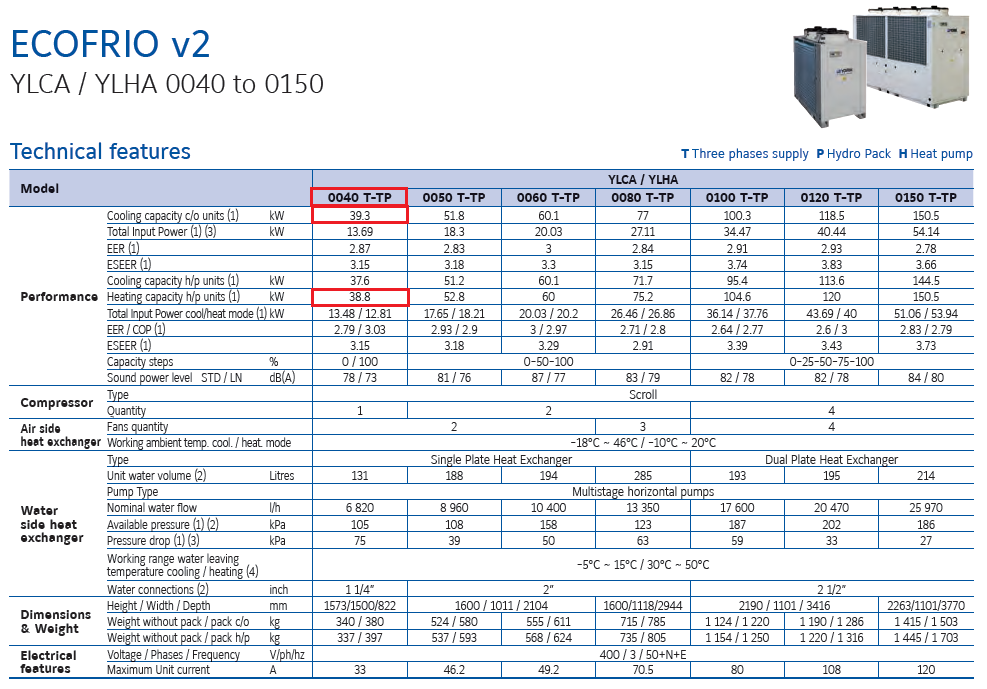 ECOFRIO v2
YLCA / YLHA 0040 to 0150
Technical features
T Three phases supply P Hydro Pack H Heat pump
Model YLCA / YLHA
0040 T-TP 0050 T-TP 0060 T-TP 0080 T-TP 0100 T-TP 0120 T-TP 0150 T-TP
Performance
Cooling capacity c/o units (1) kW 39.3 51.8 60.1 77 100.3 118.5 150.5
Total Input Power (1) (3) kW 13.69 18.3 20.03 27.11 34.47 40.44 54.14
EER (1) 2.87 2.83 3 2.84 2.91 2.93 2.78
ESEER (1) 3.15 3.18 3.3 3.15 3.74 3.83 3.66
Cooling capacity h/p units (1) kW 37.6 51.2 60.1 71.7 95.4 113.6 144.5
Heating capacity h/p units (1) kW 38.8 52.8 60 75.2 104.6 120 150.5
Total Input Power cool/heat mode (1) kW 13.48 / 12.81 17.65 / 18.21 20.03 / 20.2 26.46 / 26.86 36.14 / 37.76 43.69 / 40 51.06 / 53.94
EER / COP (1) 2.79 / 3.03 2.93 / 2.9 3 / 2.97 2.71 / 2.8 2.64 / 2.77 2.6 / 3 2.83 / 2.79
ESEER (1) 3.15 3.18 3.29 2.91 3.39 3.43 3.73
Capacity steps % 0 / 100 0-50-100 0-25-50-75-100
Sound power level STD / LN dB(A) 78 / 73 81 / 76 87 / 77 83 / 79 82 / 78 82 / 78 84 / 80
Compressor
Type Scroll
Quantity 1 2 4
Air side
heat exchanger
Fans quantity 2 3 4
Working ambient temp. cool. / heat. mode -18°C ~ 46°C / -10°C ~ 20°C
Water
side heat
exchanger
Type Single Plate Heat Exchanger Dual Plate Heat Exchanger
Unit water volume (2) Litres 131 188 194 285 193 195 214
Pump Type Multistage horizontal pumps
Nominal water flow l/h 6 820 8 960 10 400 13 350 17 600 20 470 25 970
Available pressure (1) (2) kPa 105 108 158 123 187 202 186
Pressure drop (1) (3) kPa 75 39 50 63 59 33 27
Working range water leaving
temperature cooling / heating (4) -5°C ~ 15°C / 30°C ~ 50°C
Water connections (2) inch 1 1/4” 2” 2 1/2”
Dimensions
& Weight
Height / Width / Depth mm 1573/1500/822 1600 / 1011 / 2104 1600/1118/2944 2190 / 1101 / 3416 2263/1101/3770
Weight without pack / pack c/o kg 340 / 380 524 / 580 555 / 611 715 / 785 1 124 / 1 220 1 190 / 1 286 1 415 / 1 503
Weight without pack / pack h/p kg 337 / 397 537 / 593 568 / 624 735 / 805 1 154 / 1 250 1 220 / 1 316 1 445 / 1 703
Electrical
features
Voltage / Phases / Frequency V/ph/hz 400 / 3 / 50+N+E
Maximum Unit current A 33 46.2 49.2 70.5 80 108 120